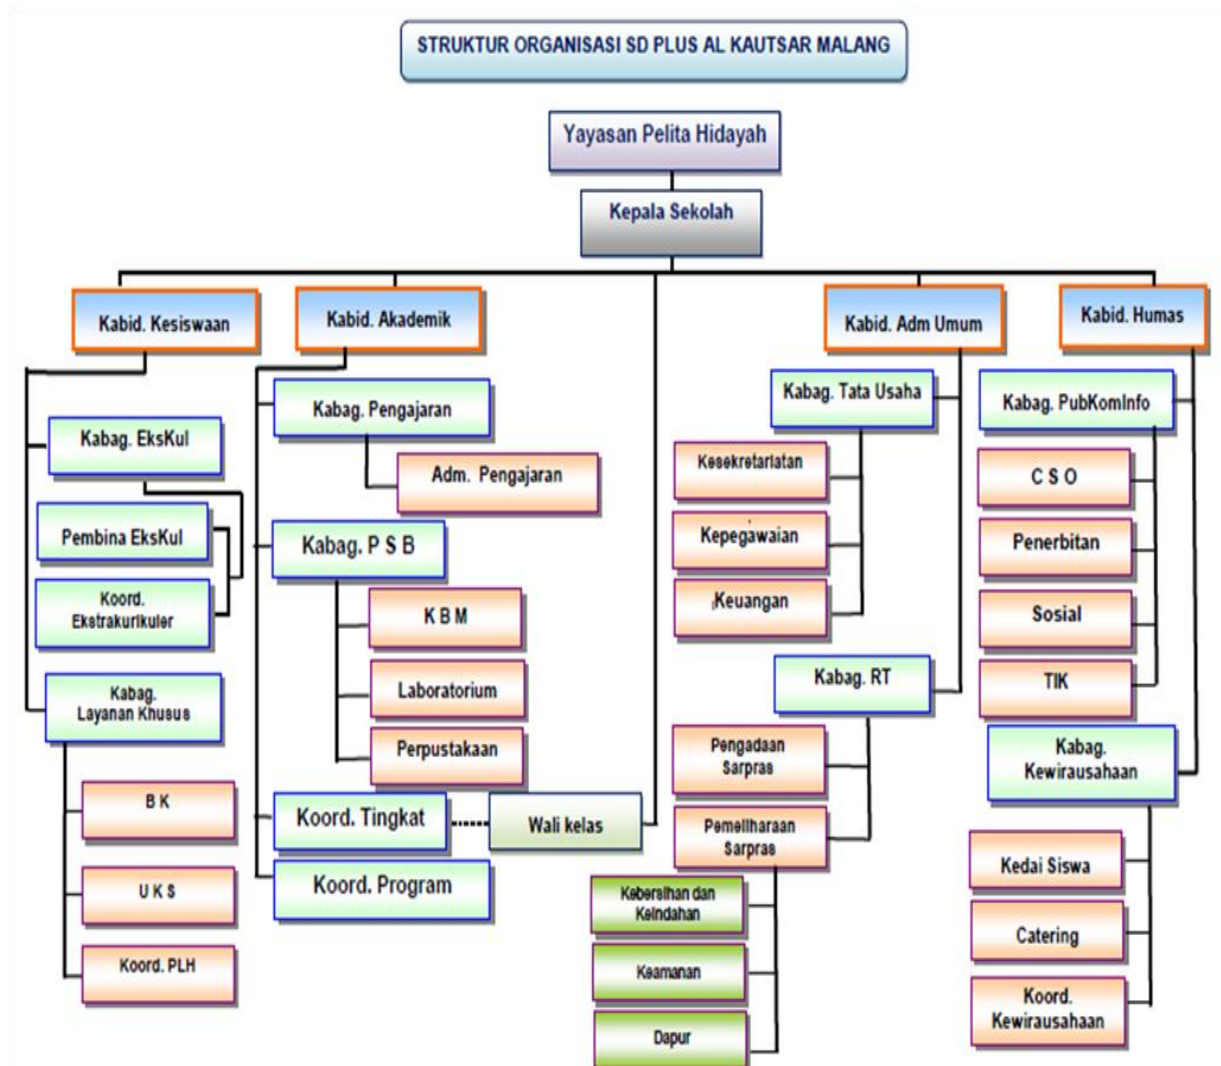 STRUKTUR ORGANISASI SD PLUS AL KAUTSAR MALANG
Yayasan Pelita Hidayah
Kepala Sekolah
Kabid. Kesiswaan
Kabid. Akademik
Kabid. Adm Umum
Kabid. Humas
Kabag. EksKul
Pembina EksKul
Koord.
Ekstrakurikuler
Kabag.
Layanan Khusus
B K
U K S
Koord. PLH
Kabag. Pengajaran
Adm. Pengajaran
Kabag. P S B
K B M
Laboratorium
Perpustakaan
Koord. Tingkat
Wali kelas
Koord. Program
Kabag. Tata Usaha
Kesekretariatan
Kepegawaian
Keuangan
Kabag. RT
Pengadaan
Sarpras
Pemeliharaan
Sarpras
Kebersihan dan
Keindahan
Keamanan
Dapur
Kabag. PubKomInfo
C S O
Penerbitan
Sosial
TIK
Kabag.
Kewirausahaan
Kedai Siswa
Catering
Koord.
Kewirausahaan